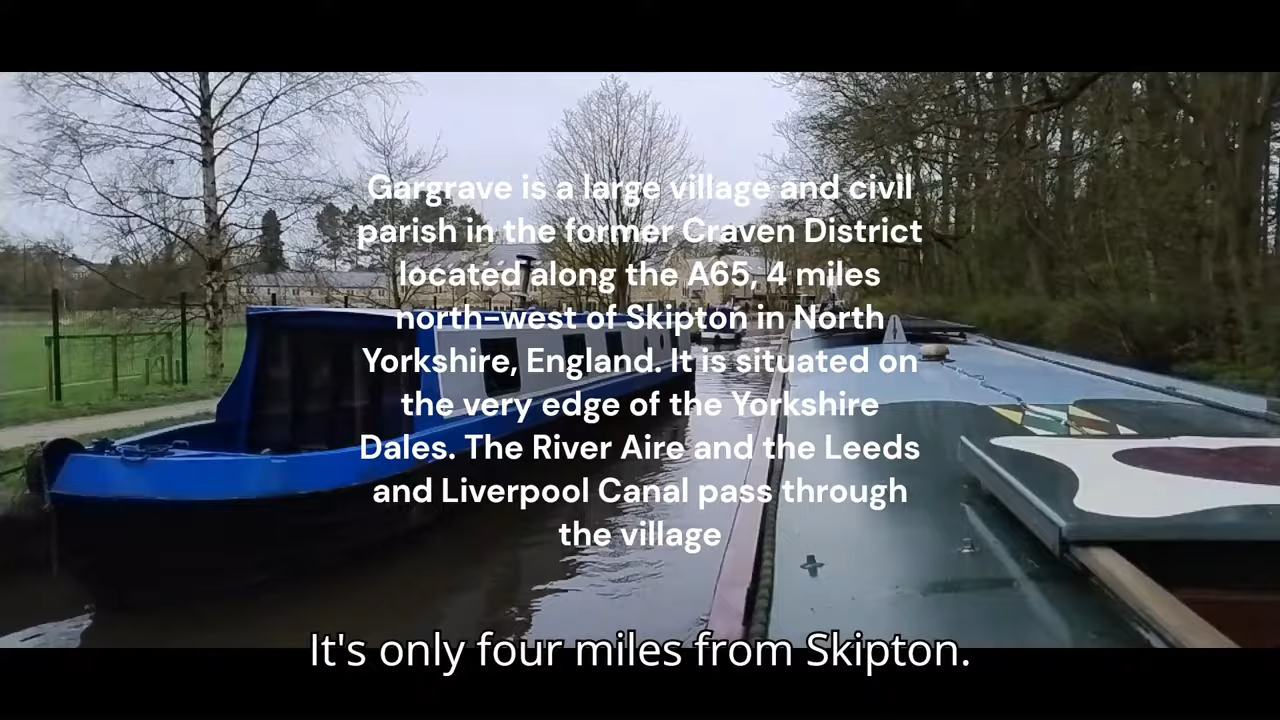 Gargrave is a large village and civil
parish in the former Craven District
located along the A65, 4 miles
north-west of Skipton in North
Yorkshire, England. It is situated on
the very edge of the Yorkshire
Dales. The River Aire and the Leeds
and Liverpool Canal pass through
the village
It's only four miles from Skipton.